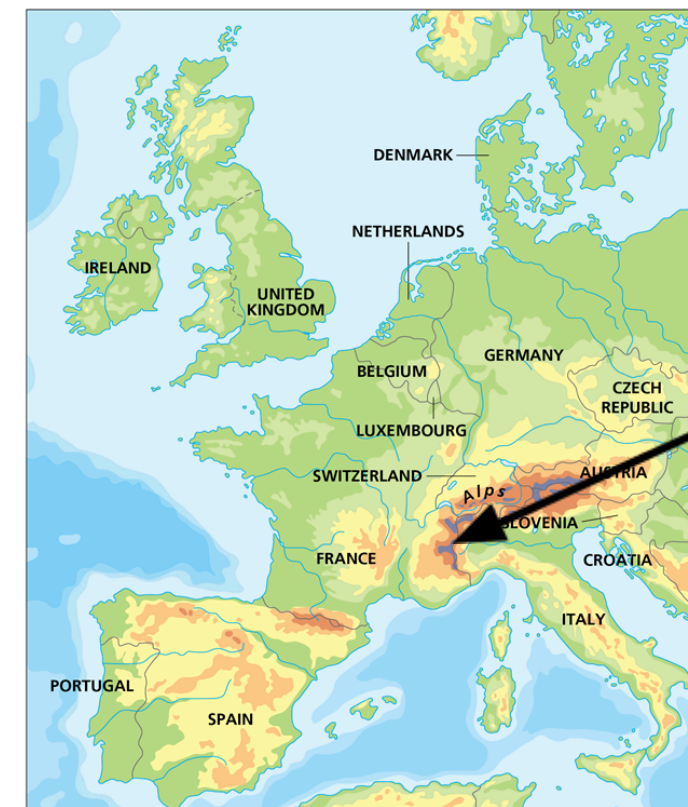 DENMARK
NETHERLANDS
IRELAND
UNITED
KINGDOM
GERMANY
BELGIUM
CZECH
REPUBLIC
LUXEMBOURG
SWITZERLAND
AUSTRIA
Alps
SLOVENIA
FRANCE
CROATIA
ITALY
PORTUGAL
SPAIN